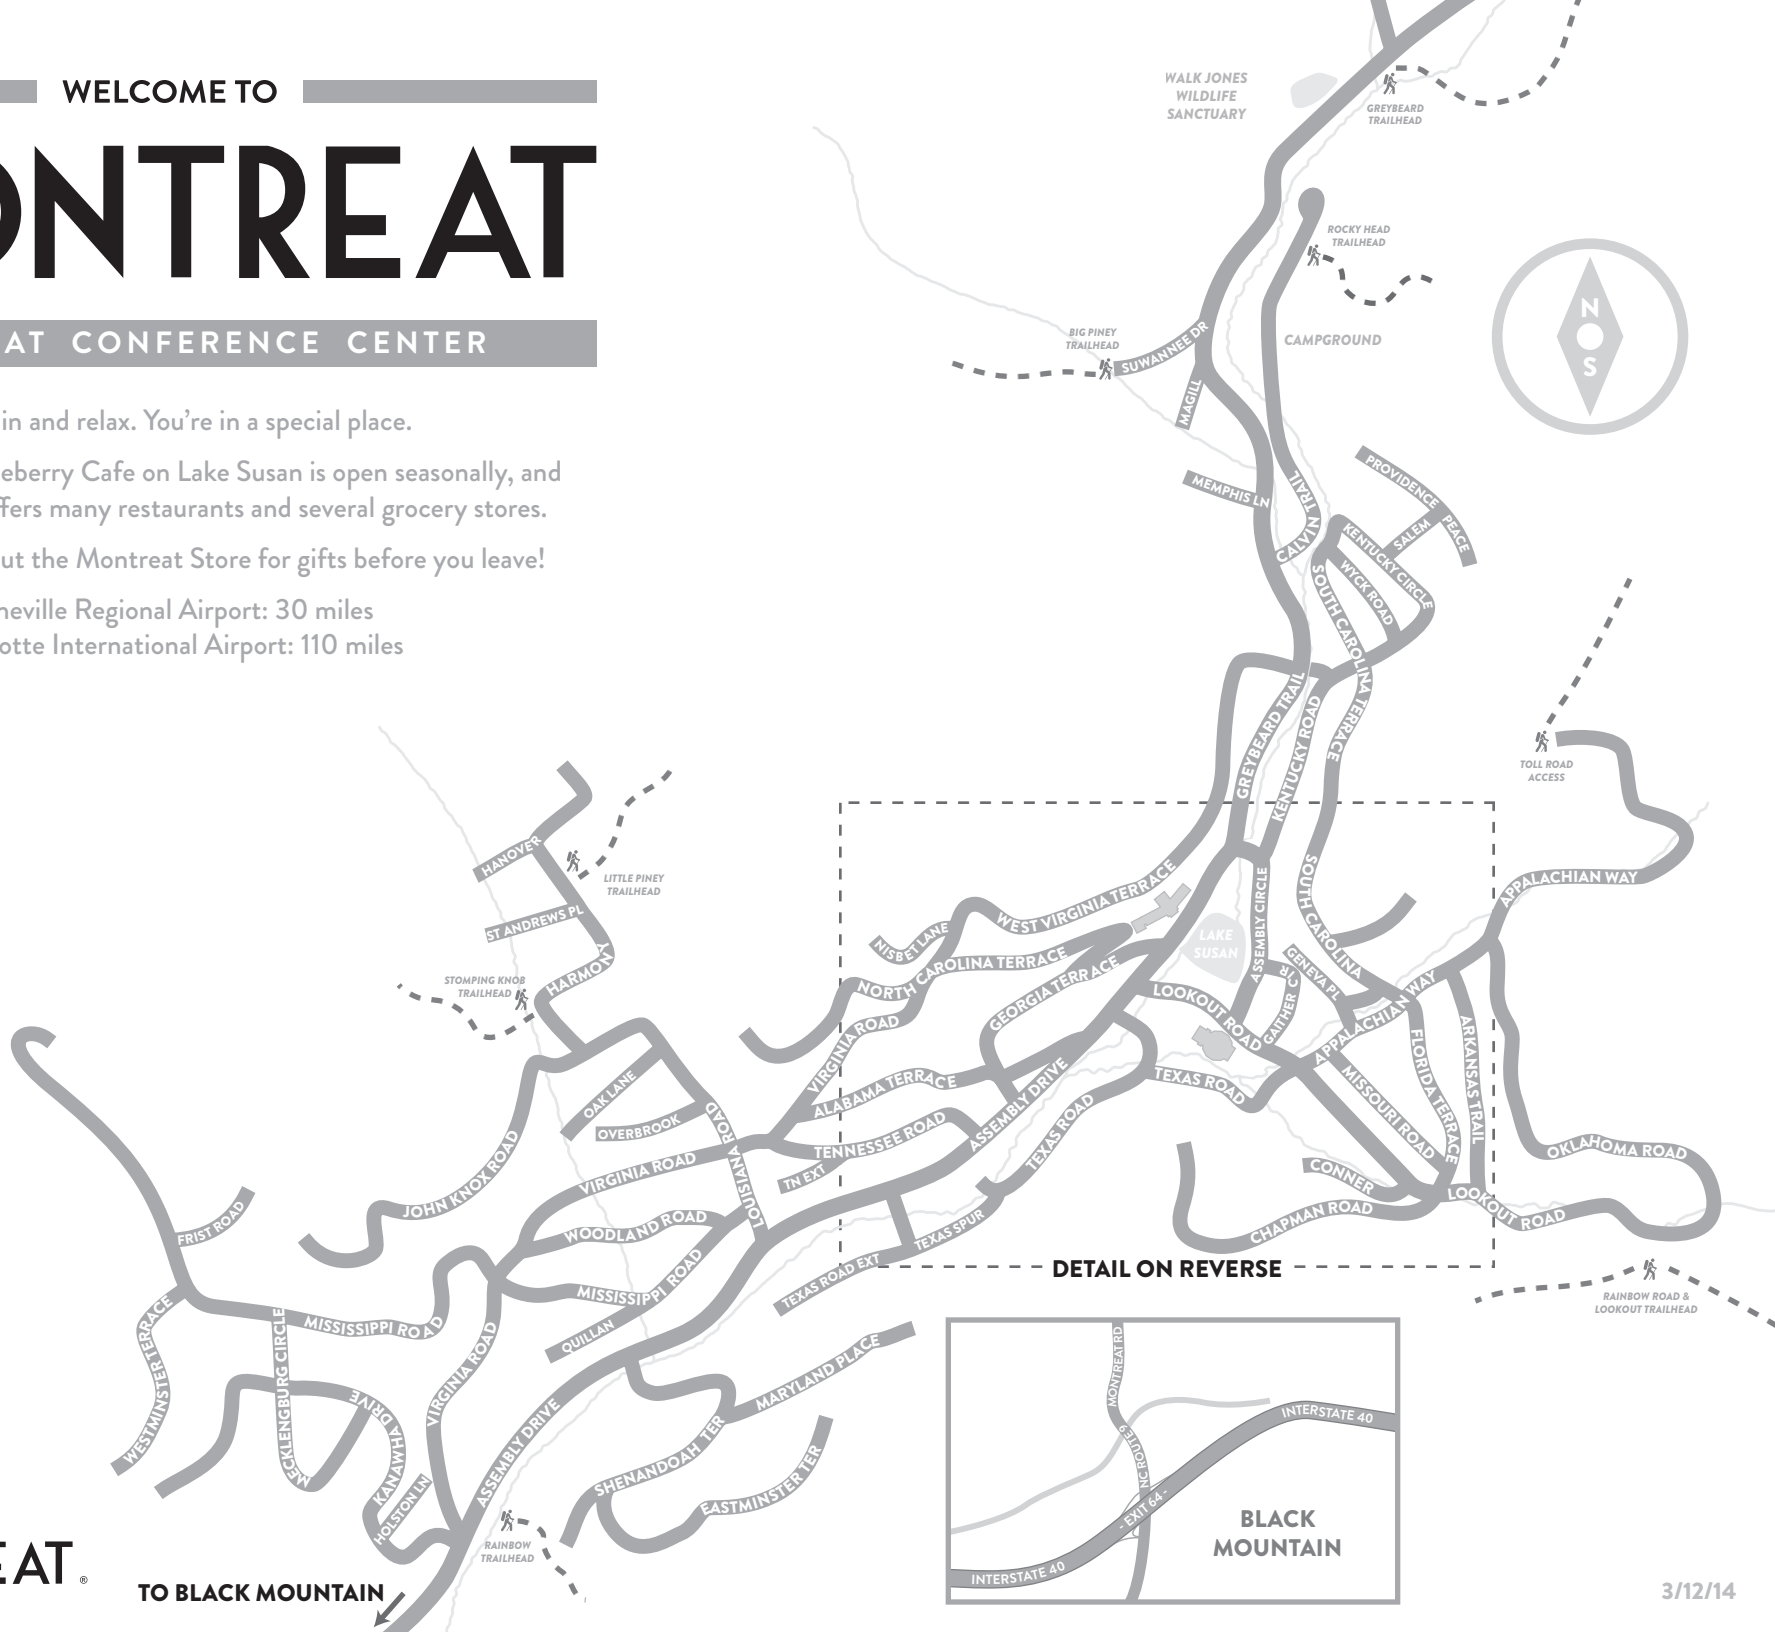 WELCOME TO
ONTREAT
AT CONFERENCE CENTER
in and relax. You're in a special place.
eberry Cafe on Lake Susan is open seasonally, and
ffers many restaurants and several grocery stores.
ut the Montreat Store for gifts before you leave!
neville Regional Airport: 30 miles
otte International Airport: 110 miles
WALK JONES
WILDLIFE
SANCTUARY
GREYBEARD
TRAILHEAD
ROCKY HEAD
TRAILHEAD
N
S
CAMPGROUND
BIG PINEY
TRAILHEAD
SUWANNEE DR
MAGILL
MEMPHIS LN
CALVIN TRAIL
PROVIDENCE
PEACE
SALEM
KENTUCKY CIRCLE
WYCK ROAD
SOUTH CAROLINA TERRACE
GREYBEARD TRAIL
KENTUCKY ROAD
TOLL ROAD
ACCESS
HANOVER
LITTLE PINEY
TRAILHEAD
ST ANDREWS PL
HARMONY
STOMPING KNOB
TRAILHEAD
APPALACHIAN WAY
WEST VIRGINIA TERRACE
NISBET LANE
NORTH CAROLINA TERRACE
GEORGIA TERRACE
LAKE
SUSAN
ASSEMBLY CIRCLE
SOUTH CAROLINA
GENEVA PL
GAITHER CIR
LOOKOUT ROAD
APPALACHIAN WAY
VIRGINIA ROAD
ALABAMA TERRACE
TENNESSEE ROAD
TN EXT
ASSEMBLY DRIVE
TEXAS ROAD
TEXAS ROAD
MISSOURI ROAD
FLORIDA TERRACE
ARKANSAS TRAIL
OKLAHOMA ROAD
CONNER
CHAPMAN ROAD
LOOKOUT ROAD
OAK LANE
OVERBROOK
LOUISIANA ROAD
JOHN KNOX ROAD
VIRGINIA ROAD
WOODLAND ROAD
FRIST ROAD
TEXAS SPUR
TEXAS ROAD EXT
DETAIL ON REVERSE
RAINBOW ROAD &
LOOKOUT TRAILHEAD
MISSISSIPPI ROAD
QUILLAN
MISSISSIPPI ROAD
WESTMINSTER TERRACE
MECKLENGBURG CIRCLE
VIRGINIA ROAD
KANAWHA DRIVE
HOLSTON LN
ASSEMBLY DRIVE
MARYLAND PLACE
SHENANDOAH TER
EASTMINSTER TER
RAINBOW
TRAILHEAD
EAT®
TO BLACK MOUNTAIN
MONTREAT RD
NC ROUTE 9
INTERSTATE 40
- EXIT 64 -
INTERSTATE 40
BLACK
MOUNTAIN
3/12/14